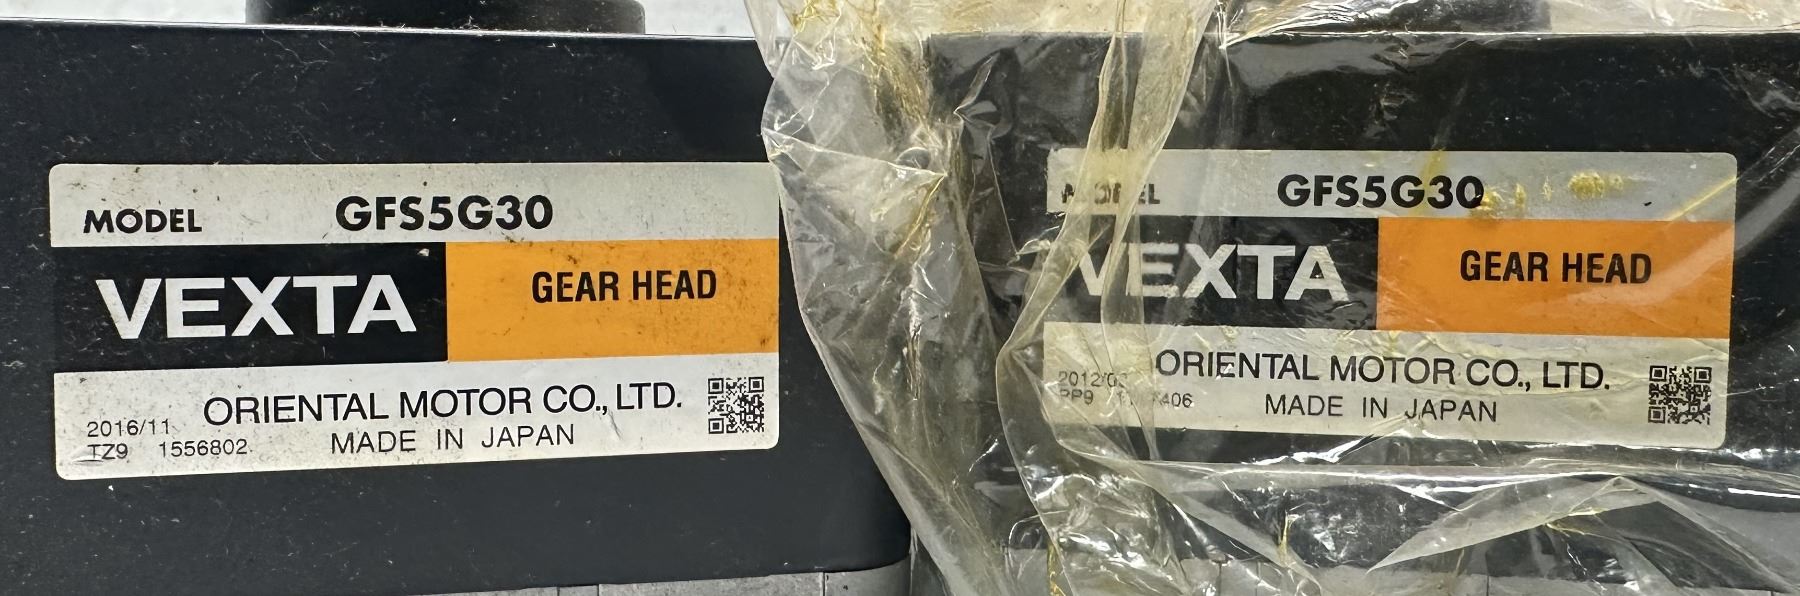 MODEL GFS5G30
VEXTA GEAR HEAD
ORIENTAL MOTOR CO., LTD.
2016/11
MADE IN JAPAN
TZ9 1556802
MODEL GFS5G30
VEXTA GEAR HEAD
ORIENTAL MOTOR CO., LTD.
MADE IN JAPAN